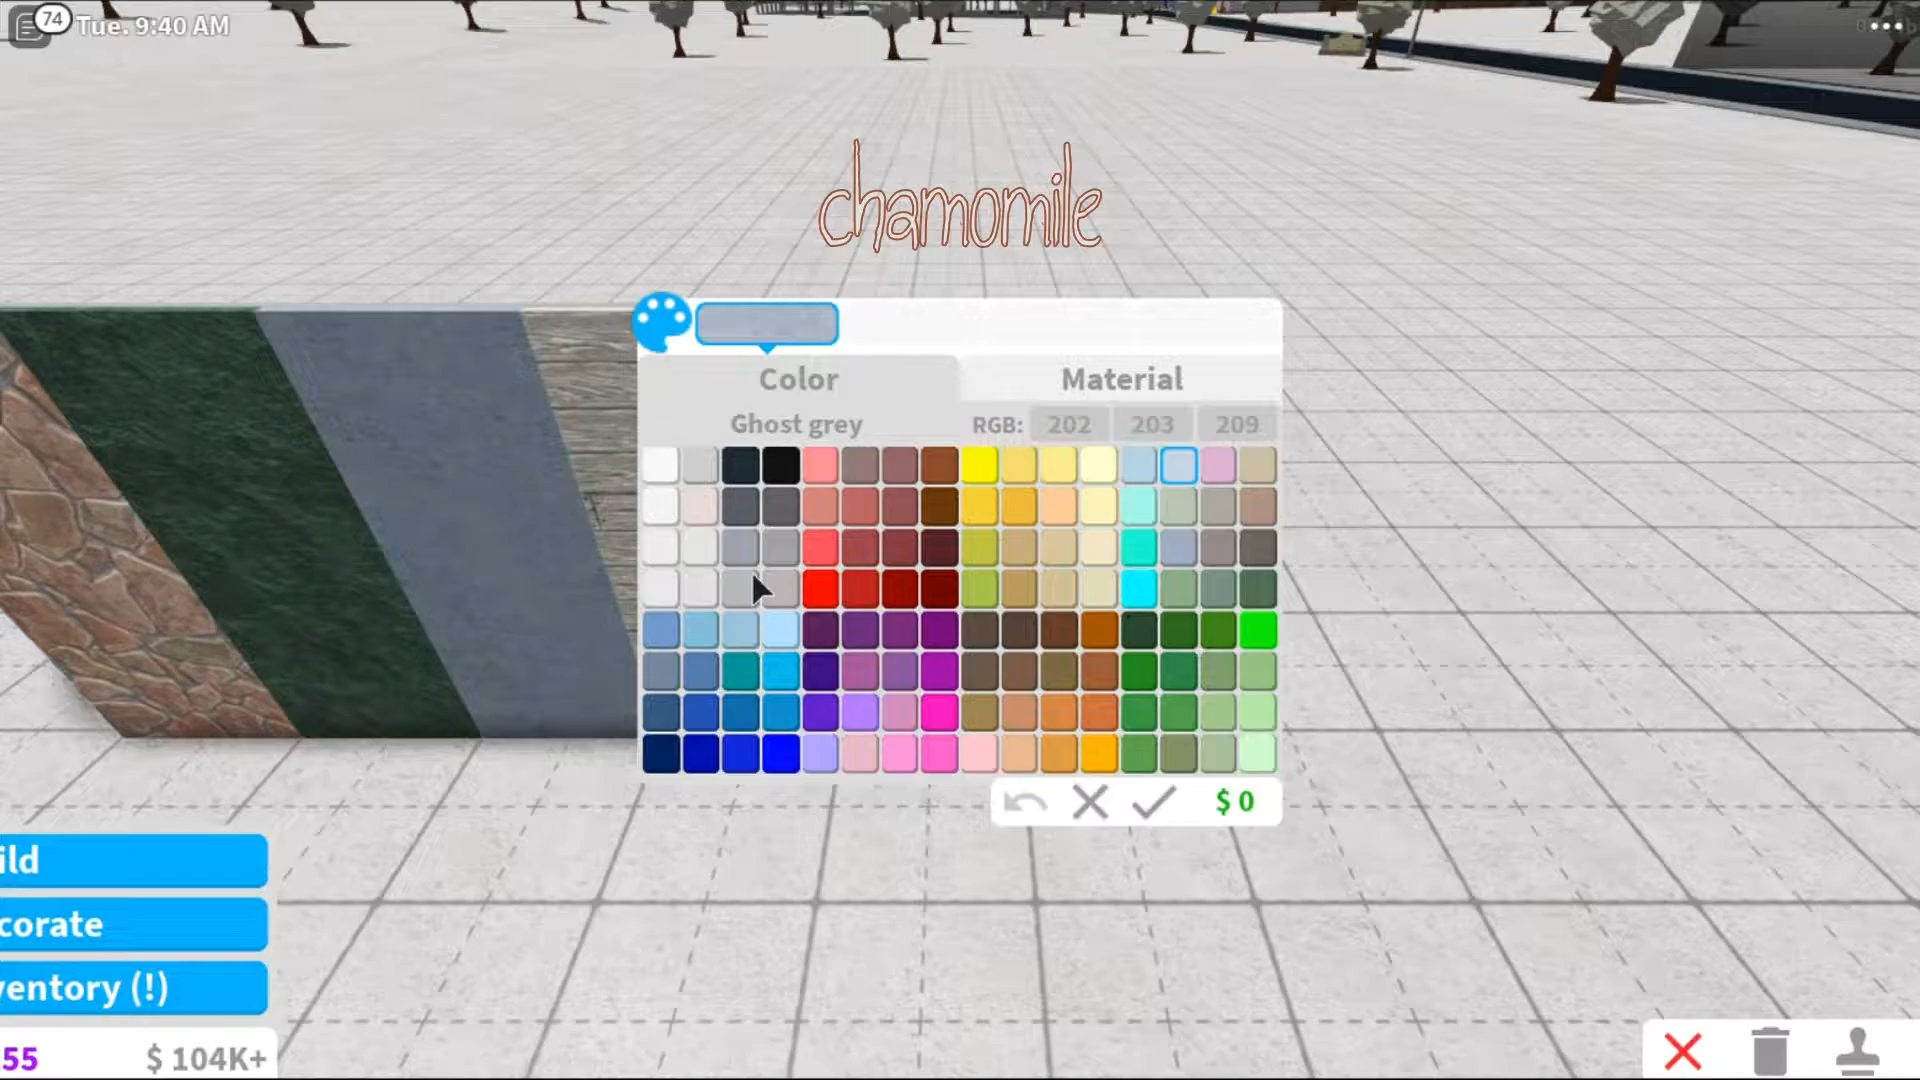 74 Tue. 9:40 AM
chamomile
Color Material
Ghost grey RGB: 202 203 209
$ 0
ild
corate
ventory (!)
55 $ 104K+